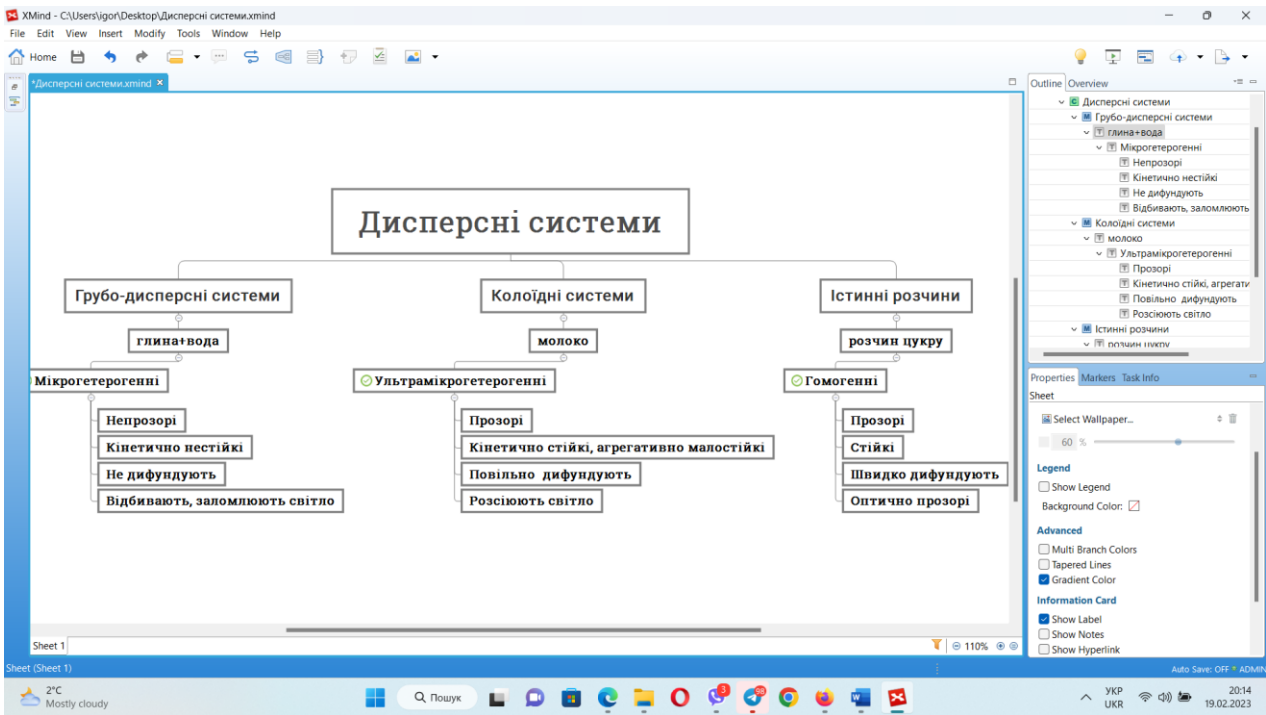 XMind - C:\Users\igor\Desktop\Дисперсні системи.xmind
File Edit View Insert Modify Tools Window Help
Home
*Дисперсні системи.xmind
Дисперсні системи
Грубо-дисперсні системи
Колоїдні системи
Істинні розчини
глина+вода
молоко
розчин цукру
Мікрогетерогенні
Ультрамікрогетерогенні
Гомогенні
Непрозорі
Прозорі
Прозорі
Кінетично нестійкі
Кінетично стійкі, агрегативно малостійкі
Стійкі
Не дифундують
Повільно дифундують
Швидко дифундують
Відбивають, заломлюють світло
Розсіюють світло
Оптично прозорі
Outline Overview
Дисперсні системи
Грубо-дисперсні системи
глина+вода
Мікрогетерогенні
Непрозорі
Кінетично нестійкі
Не дифундують
Відбивають, заломлюють
Колоїдні системи
молоко
Ультрамікрогетерогенні
Прозорі
Кінетично стійкі, агрегати
Повільно дифундують
Розсіюють світло
Істинні розчини
розчин цукру
Properties Markers Task Info
Sheet
Select Wallpaper...
60 %
Legend
Show Legend
Background Color:
Advanced
Multi Branch Colors
Tapered Lines
Gradient Color
Information Card
Show Label
Show Notes
Show Hyperlink
Sheet 1
110%
Sheet (Sheet 1)
Auto Save: OFF ADMIN
2°C
Mostly cloudy
Пошук
3
98
УКР
UKR
20:14
19.02.2023